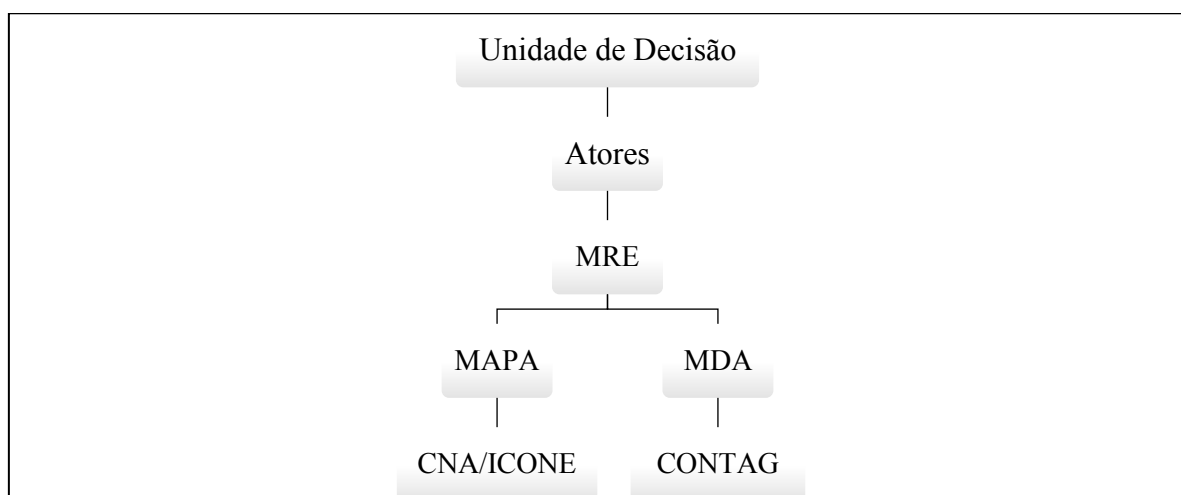 Unidade de Decisão
Atores
MRE
MAPA MDA
CNA/ICONE CONTAG